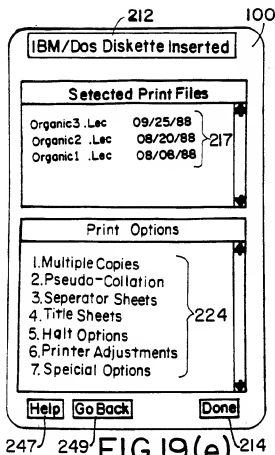 212
100
IBM/Dos Diskette Inserted
Selected Print Files
Organic3 .Lec 09/25/88
Organic2 .Lec 08/20/88
Organic1 .Lec 08/06/88
217
Print Options
1.Multiple Copies
2.Pseudo-Collation
3.Seperator Sheets
4.Title Sheets
5.Halt Options
6.Printer Adjustments
7.Speicial Options
224
Help Go Back Done
247 249 FIG.19(e) 214